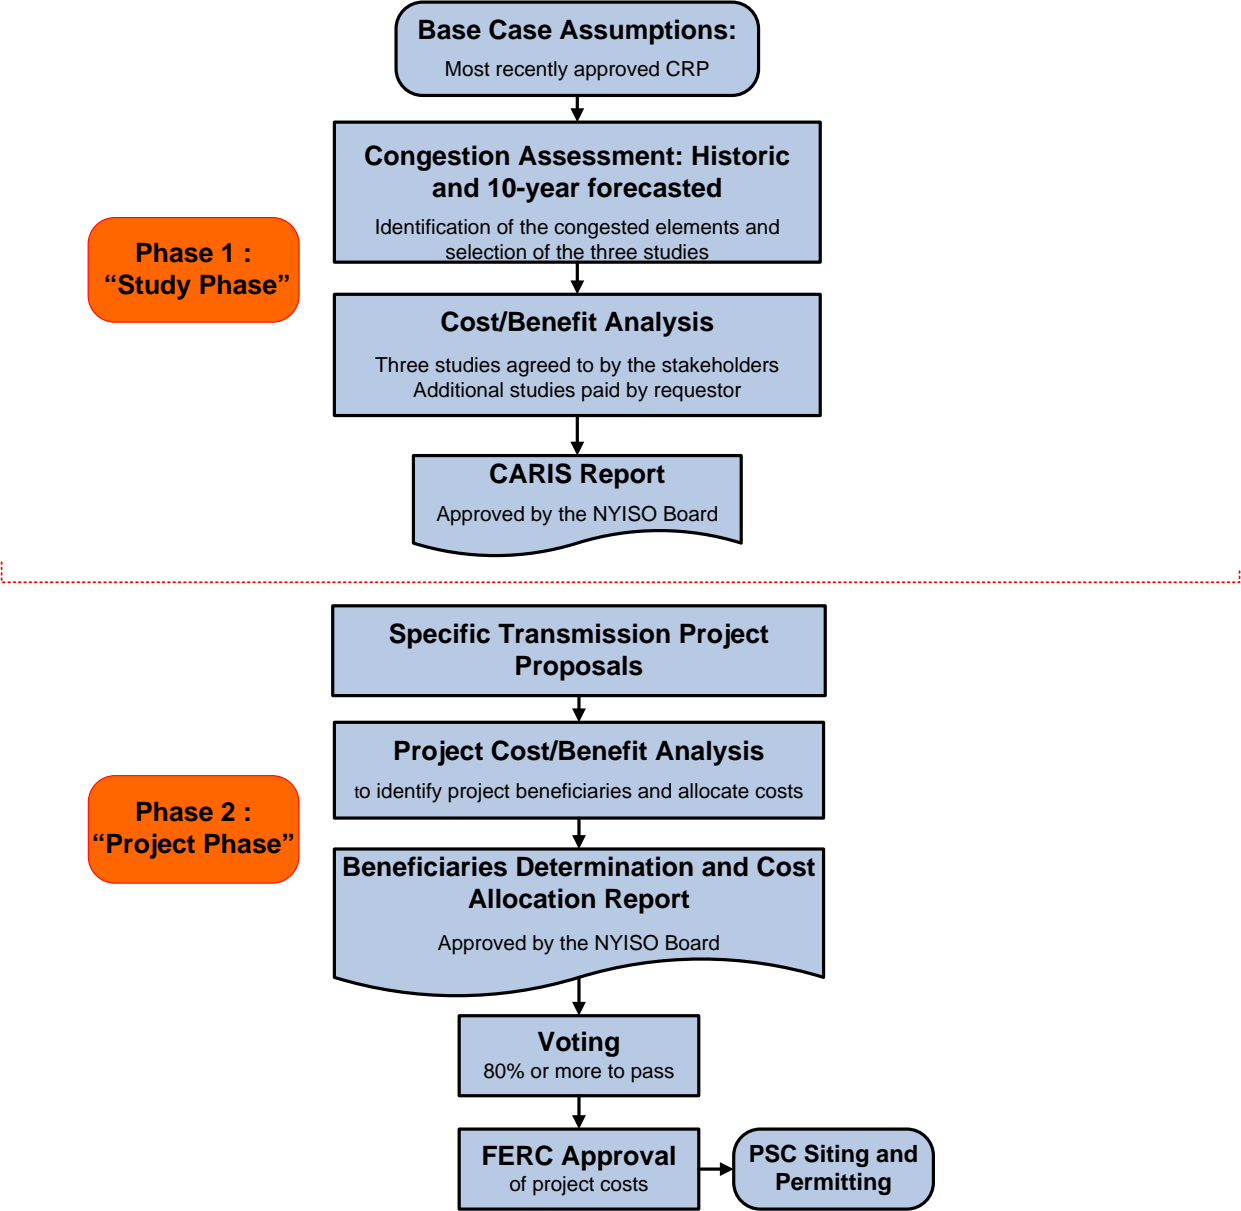 Base Case Assumptions:
Most recently approved CRP
Congestion Assessment: Historic
and 10-year forecasted
Identification of the congested elements and
selection of the three studies
Phase 1 :
“Study Phase”
Cost/Benefit Analysis
Three studies agreed to by the stakeholders
Additional studies paid by requestor
CARIS Report
Approved by the NYISO Board
Specific Transmission Project
Proposals
Project Cost/Benefit Analysis
to identify project beneficiaries and allocate costs
Phase 2 :
“Project Phase”
Beneficiaries Determination and Cost
Allocation Report
Approved by the NYISO Board
Voting
80% or more to pass
FERC Approval
of project costs
PSC Siting and
Permitting